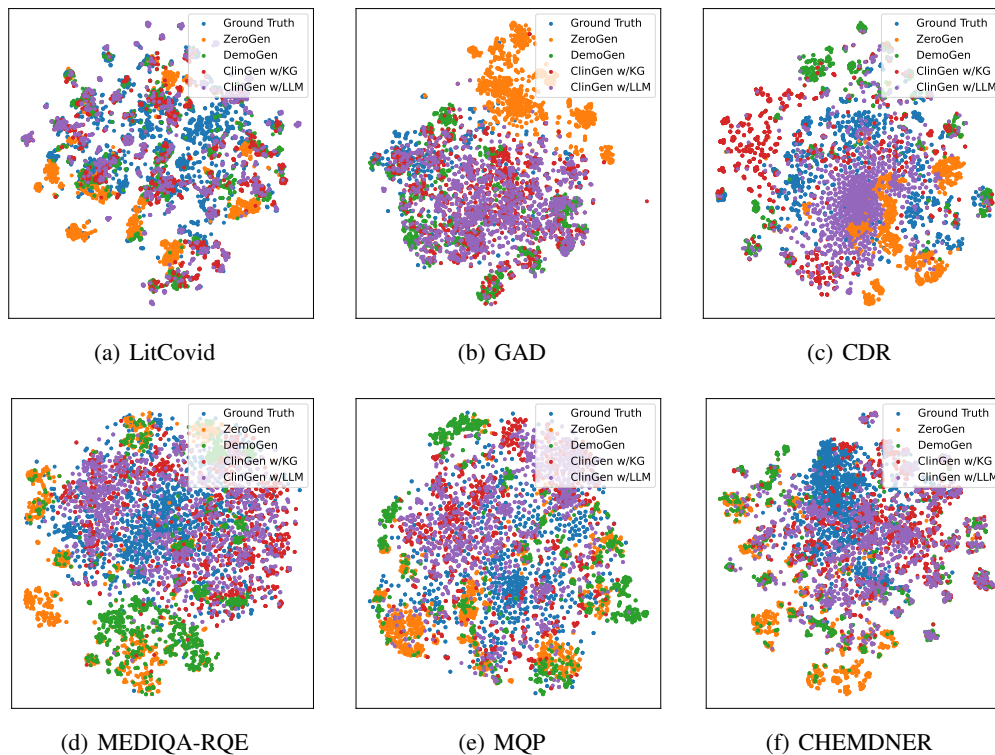 Ground Truth
ZeroGen
DemoGen
ClinGen w/KG
ClinGen w/LLM
Ground Truth
ZeroGen
DemoGen
ClinGen w/KG
ClinGen w/LLM
Ground Truth
ZeroGen
DemoGen
ClinGen w/KG
ClinGen w/LLM
(a) LitCovid
(b) GAD
(c) CDR
Ground Truth
ZeroGen
DemoGen
ClinGen w/KG
ClinGen w/LLM
Ground Truth
ZeroGen
DemoGen
ClinGen w/KG
ClinGen w/LLM
Ground Truth
ZeroGen
DemoGen
ClinGen w/KG
ClinGen w/LLM
(d) MEDIQA-RQE
(e) MQP
(f) CHEMDNER